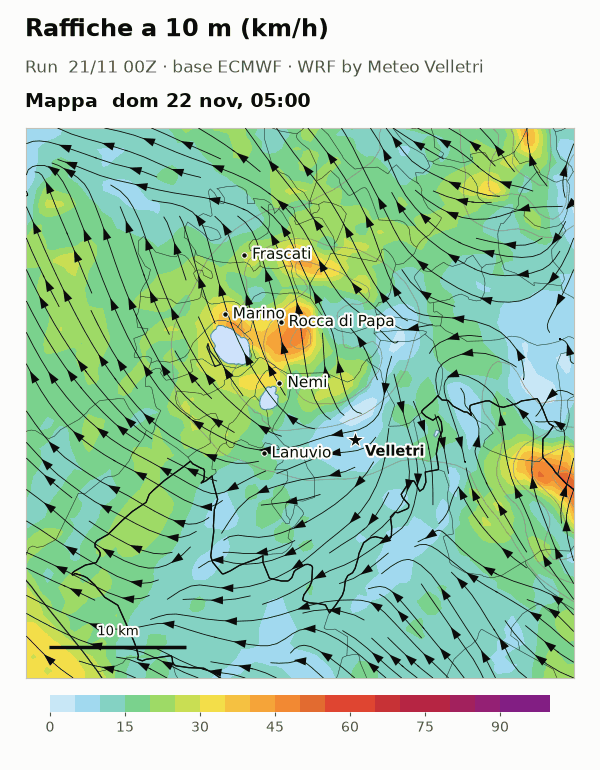 Raffiche a 10 m (km/h)
Run 21/11 00Z · base ECMWF · WRF by Meteo Velletri
Mappa dom 22 nov, 05:00
Frascati
Marino
Rocca di Papa
Nemi
Lanuvio
Velletri
10 km
0 15 30 45 60 75 90